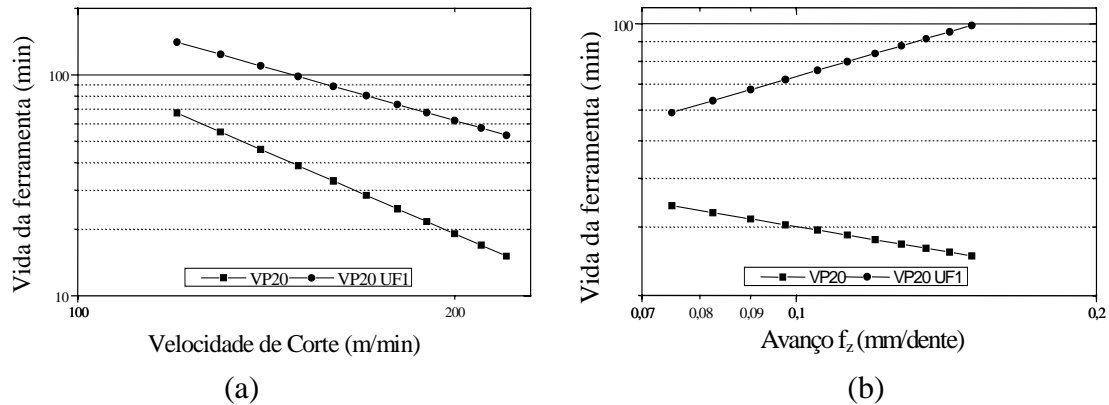 Vida da ferramenta (min)
100
10
VP20
VP20 UF1
100
200
Velocidade de Corte (m/min)
(a)
Vida da ferramenta (min)
100
VP20
VP20 UF1
0,07
0,08
0,09
0,1
0,2
Avanço fz (mm/dente)
(b)